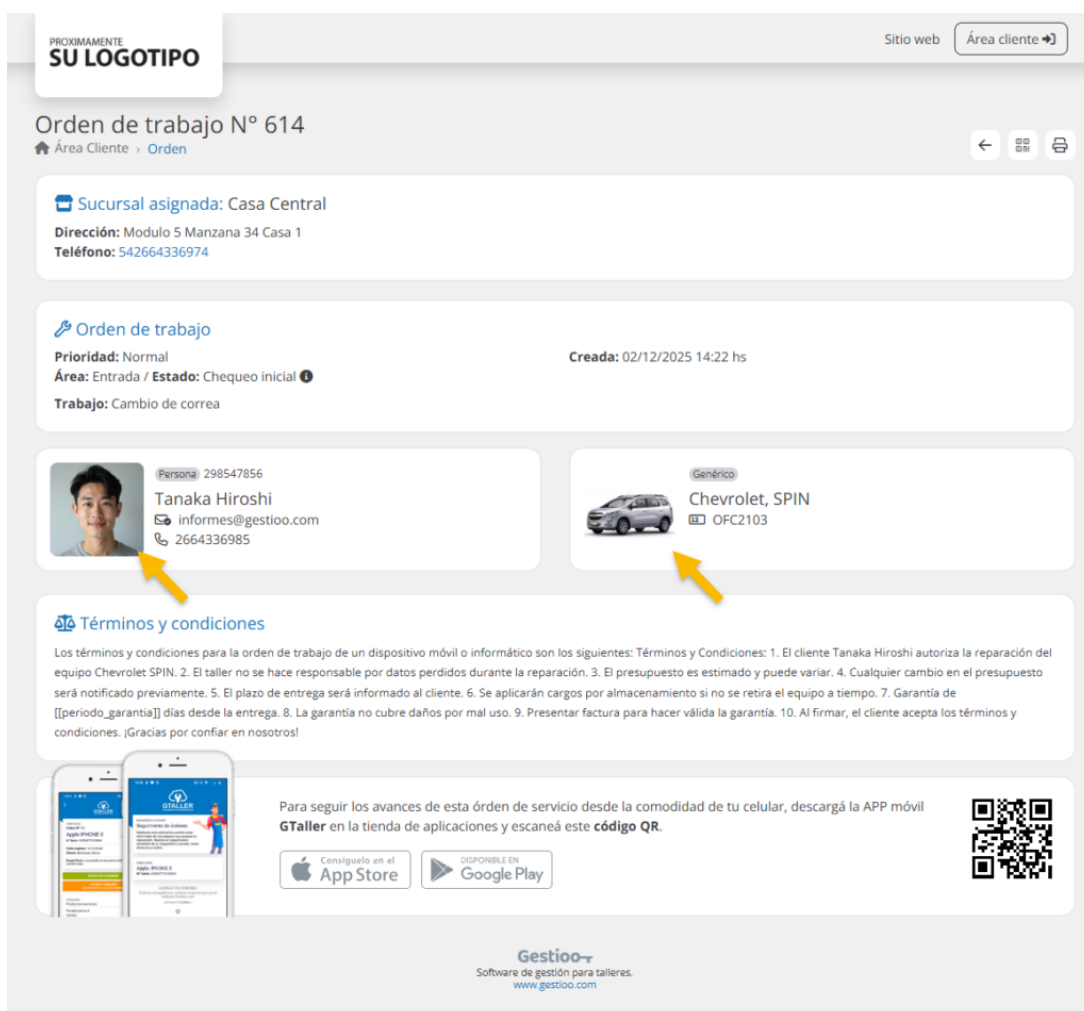 PROXIMAMENTE
SU LOGOTIPO
Sitio web
Área cliente
Orden de trabajo N° 614
Área Cliente › Orden
Sucursal asignada: Casa Central
Dirección: Modulo 5 Manzana 34 Casa 1
Teléfono: 542664336974
Orden de trabajo
Prioridad: Normal
Creada: 02/12/2025 14:22 hs
Área: Entrada / Estado: Chequeo inicial
Trabajo: Cambio de correa
Persona 298547856
Tanaka Hiroshi
informes@gestioo.com
2664336985
Genérico
Chevrolet, SPIN
OFC2103
Términos y condiciones
Los términos y condiciones para la orden de trabajo de un dispositivo móvil o informático son los siguientes: Términos y Condiciones: 1. El cliente Tanaka Hiroshi autoriza la reparación del
equipo Chevrolet SPIN. 2. El taller no se hace responsable por datos perdidos durante la reparación. 3. El presupuesto es estimado y puede variar. 4. Cualquier cambio en el presupuesto
será notificado previamente. 5. El plazo de entrega será informado al cliente. 6. Se aplicarán cargos por almacenamiento si no se retira el equipo a tiempo. 7. Garantía de
[[periodo_garantia]] días desde la entrega. 8. La garantía no cubre daños por mal uso. 9. Presentar factura para hacer válida la garantía. 10. Al firmar, el cliente acepta los términos y
condiciones. ¡Gracias por confiar en nosotros!
GTALLER
Apple IPHONE X
GTALLER
Seguimiento de órdenes
Apple IPHONE X
Para seguir los avances de esta órden de servicio desde la comodidad de tu celular, descargá la APP móvil
GTaller en la tienda de aplicaciones y escaneá este código QR.
Consíguelo en el
App Store
DISPONIBLE EN
Google Play
Gestioo
Software de gestión para talleres.
www.gestioo.com